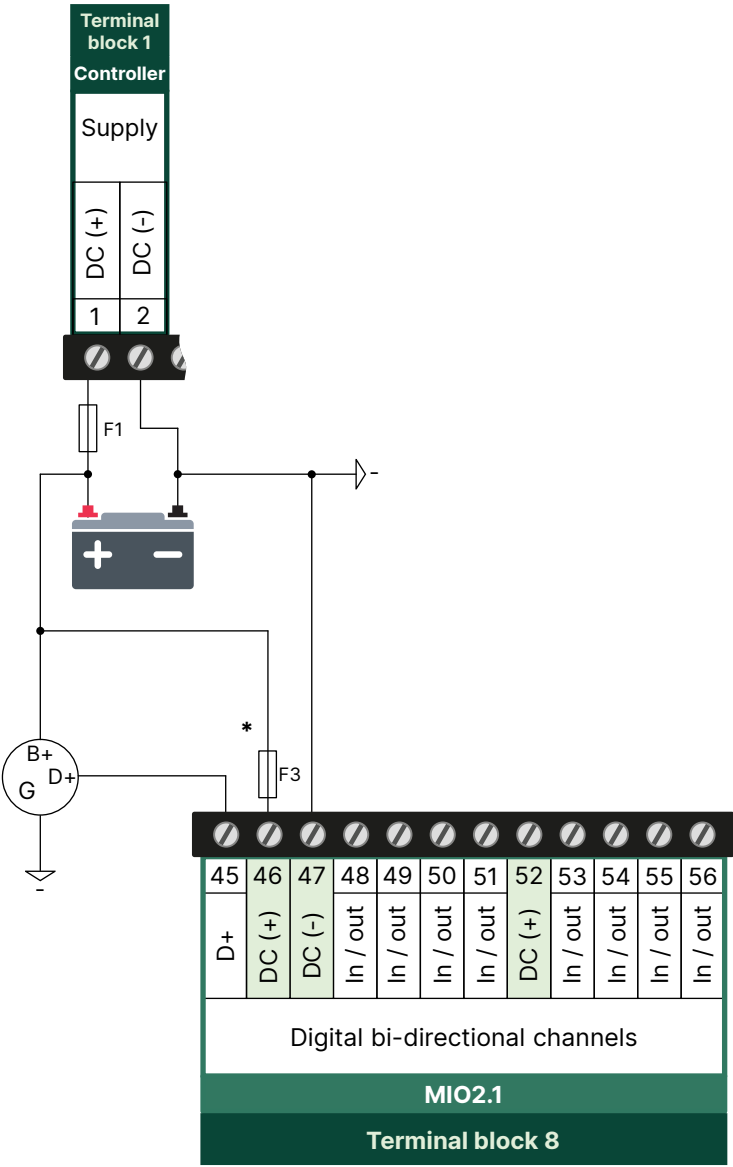 Terminal
block 1
Controller
Supply
DC (+)
DC (-)
1
2
F1
-
+
−
*
B+
D+
G
F3
-
45
46
47
48
49
50
51
52
53
54
55
56
D+
DC (+)
DC (-)
In / out
In / out
In / out
In / out
DC (+)
In / out
In / out
In / out
In / out
Digital bi-directional channels
MIO2.1
Terminal block 8